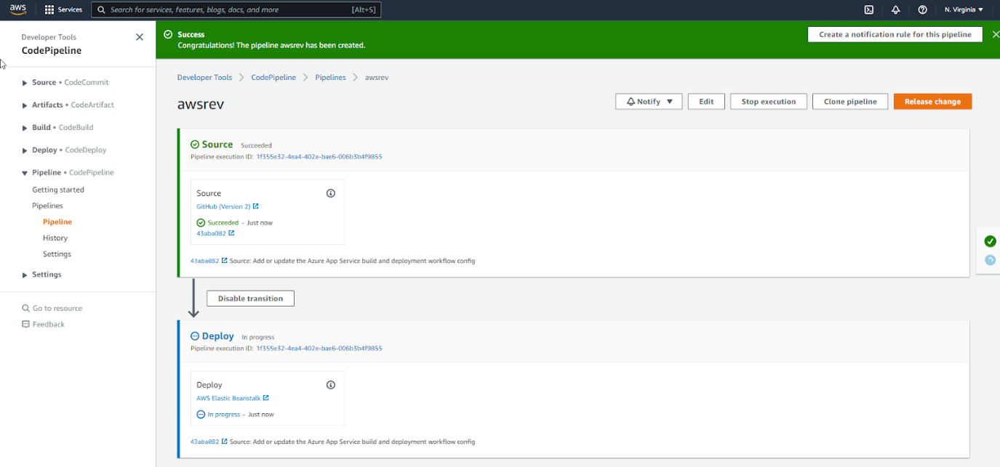 aws Services Search for services, features, blogs, docs, and more [Alt+S] N. Virginia
Developer Tools
CodePipeline
Source • CodeCommit
Artifacts • CodeArtifact
Build • CodeBuild
Deploy • CodeDeploy
Pipeline • CodePipeline
Getting started
Pipelines
Pipeline
History
Settings
Settings
Go to resource
Feedback
Success
Congratulations! The pipeline awsrev has been created.
Create a notification rule for this pipeline
Developer Tools CodePipeline Pipelines awsrev
awsrev
Notify Edit Stop execution Clone pipeline Release change
Source Succeeded
Pipeline execution ID: 1f355e32-4ea4-402e-bae6-006b3b4f9855
Source
GitHub (Version 2)
Succeeded - Just now
43aba082
43aba082 Source: Add or update the Azure App Service build and deployment workflow config
Disable transition
Deploy In progress
Pipeline execution ID: 1f355e32-4ea4-402e-bae6-006b3b4f9855
Deploy
AWS Elastic Beanstalk
In progress - Just now
43aba082 Source: Add or update the Azure App Service build and deployment workflow config